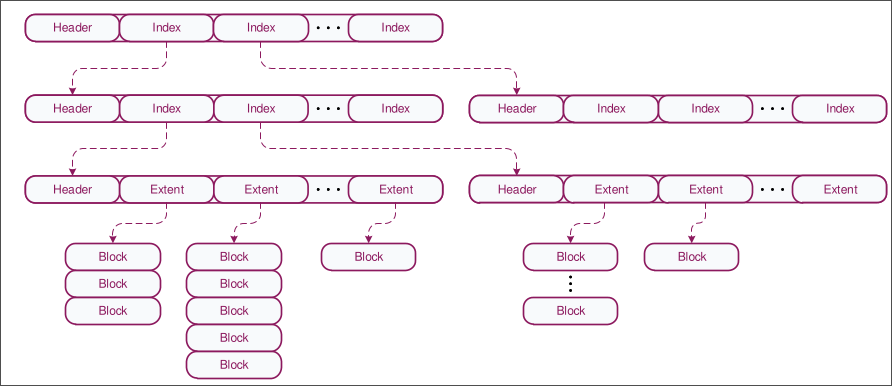 Header Index Index ··· Index
Header Index Index ··· Index Header Index Index ··· Index
Header Extent Extent ··· Extent Header Extent Extent ··· Extent
Block Block Block Block Block
Block Block
Block Block Block
Block
Block